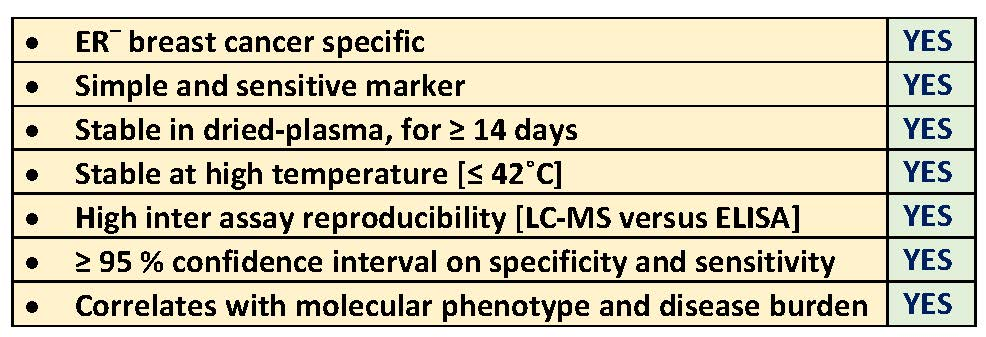 • ER⁻ breast cancer specific YES
• Simple and sensitive marker YES
• Stable in dried-plasma, for ≥ 14 days YES
• Stable at high temperature [≤ 42˚C] YES
• High inter assay reproducibility [LC-MS versus ELISA] YES
• ≥ 95 % confidence interval on specificity and sensitivity YES
• Correlates with molecular phenotype and disease burden YES